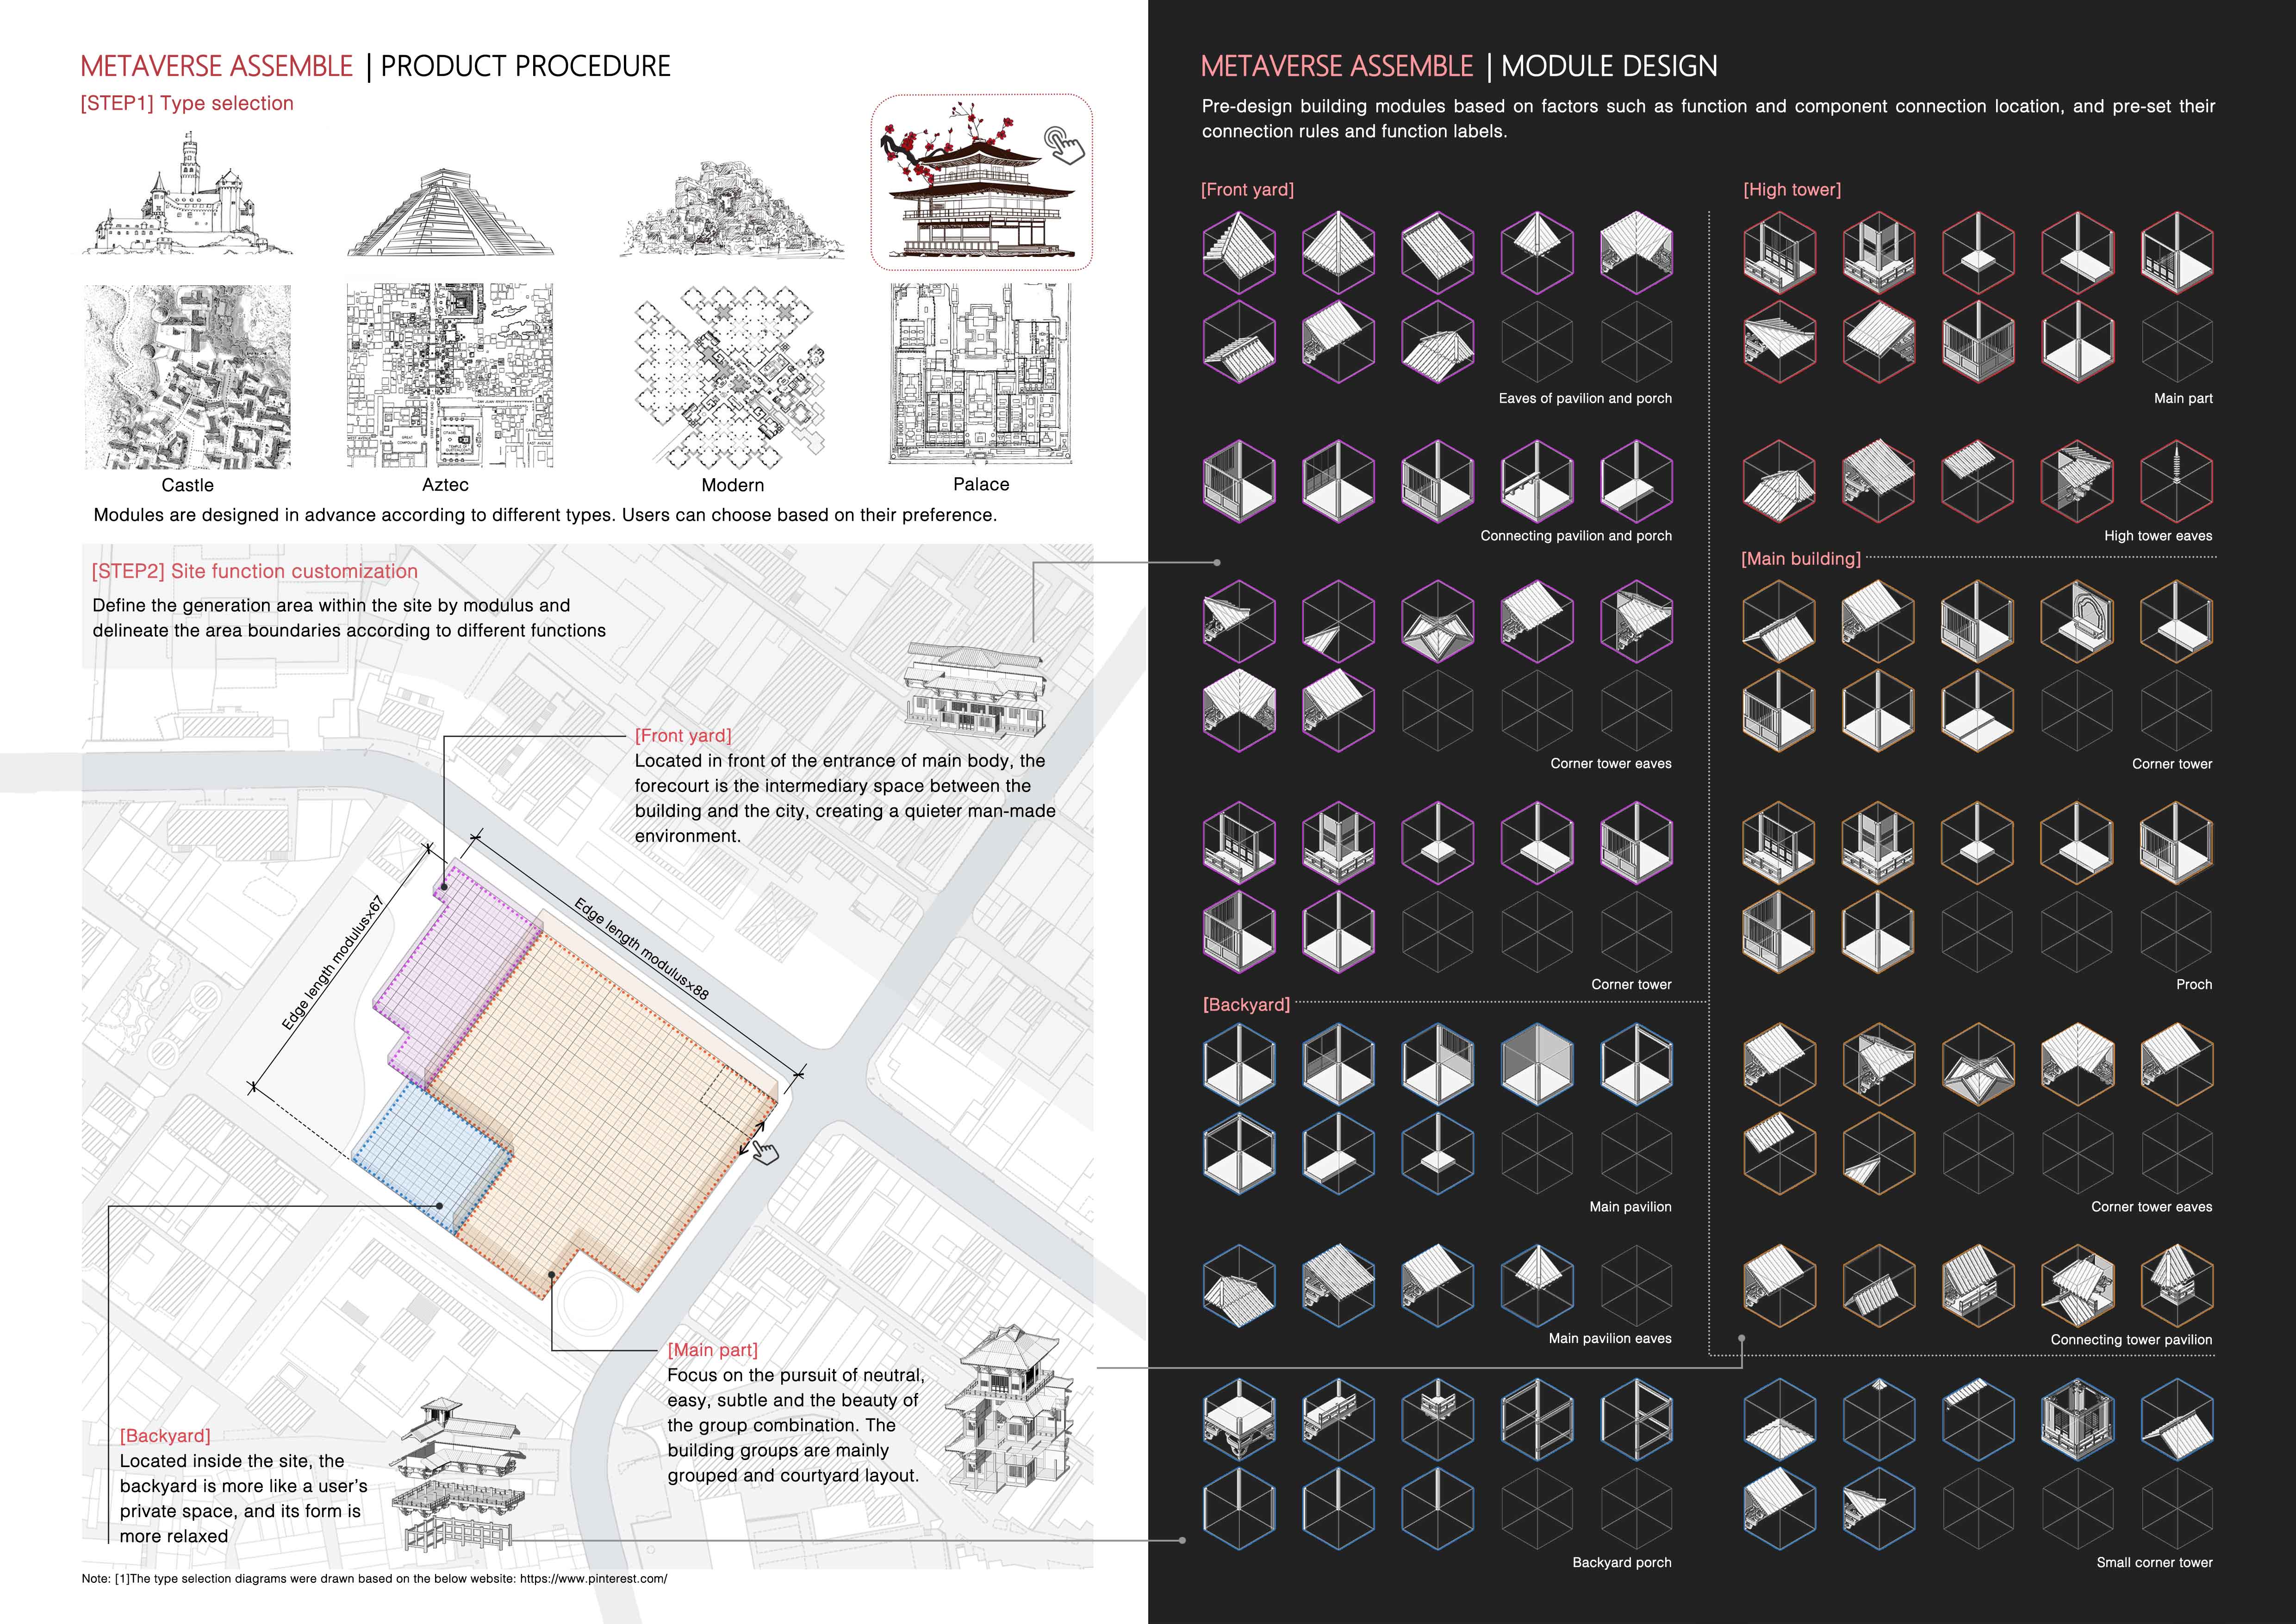 METAVERSE ASSEMBLE | PRODUCT PROCEDURE
[STEP1] Type selection
Castle
Aztec
Modern
Palace
Modules are designed in advance according to different types. Users can choose based on their preference.
[STEP2] Site function customization
Define the generation area within the site by modulus and
delineate the area boundaries according to different functions
[Front yard]
Located in front of the entrance of main body, the
forecourt is the intermediary space between the
building and the city, creating a quieter man-made
environment.
Edge length modulus×67
Edge length modulus×88
[Main part]
Focus on the pursuit of neutral,
easy, subtle and the beauty of
the group combination. The
building groups are mainly
grouped and courtyard layout.
[Backyard]
Located inside the site, the
backyard is more like a user's
private space, and its form is
more relaxed
Note: [1]The type selection diagrams were drawn based on the below website: https://www.pinterest.com/
METAVERSE ASSEMBLE | MODULE DESIGN
Pre-design building modules based on factors such as function and component connection location, and pre-set their
connection rules and function labels.
[Front yard]
Eaves of pavilion and porch
Connecting pavilion and porch
Corner tower eaves
Corner tower
[Backyard]
Main pavilion
Main pavilion eaves
Backyard porch
[High tower]
Main part
High tower eaves
[Main building]
Corner tower
Proch
Corner tower eaves
Connecting tower pavilion
Small corner tower